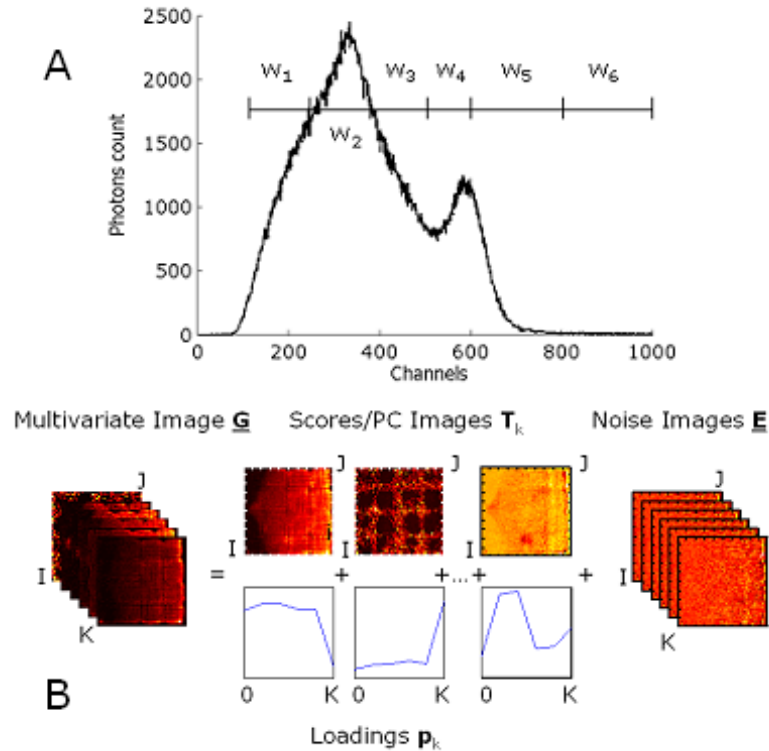 A
2500
2000
1500
1000
500
0
Photons count
W1 W3 W4 W5 W6
W2
0 200 400 600 800 1000
Channels
Multivariate Image G Scores/PC Images Tk Noise Images E
J J J J J
I I I I I
= + +...+ +
K K
0 K 0 K 0 K
B
Loadings pk